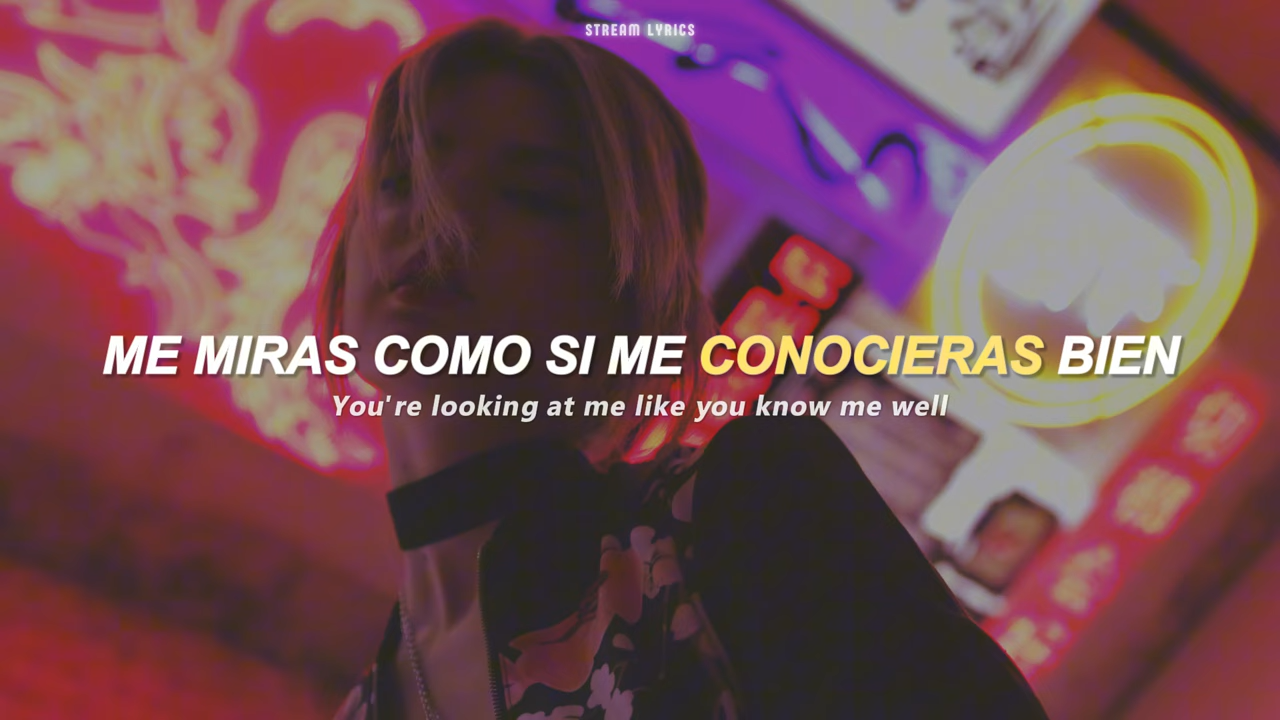 STREAM LYRICS
ME MIRAS COMO SI ME CONOCIERAS BIEN
You're looking at me like you know me well